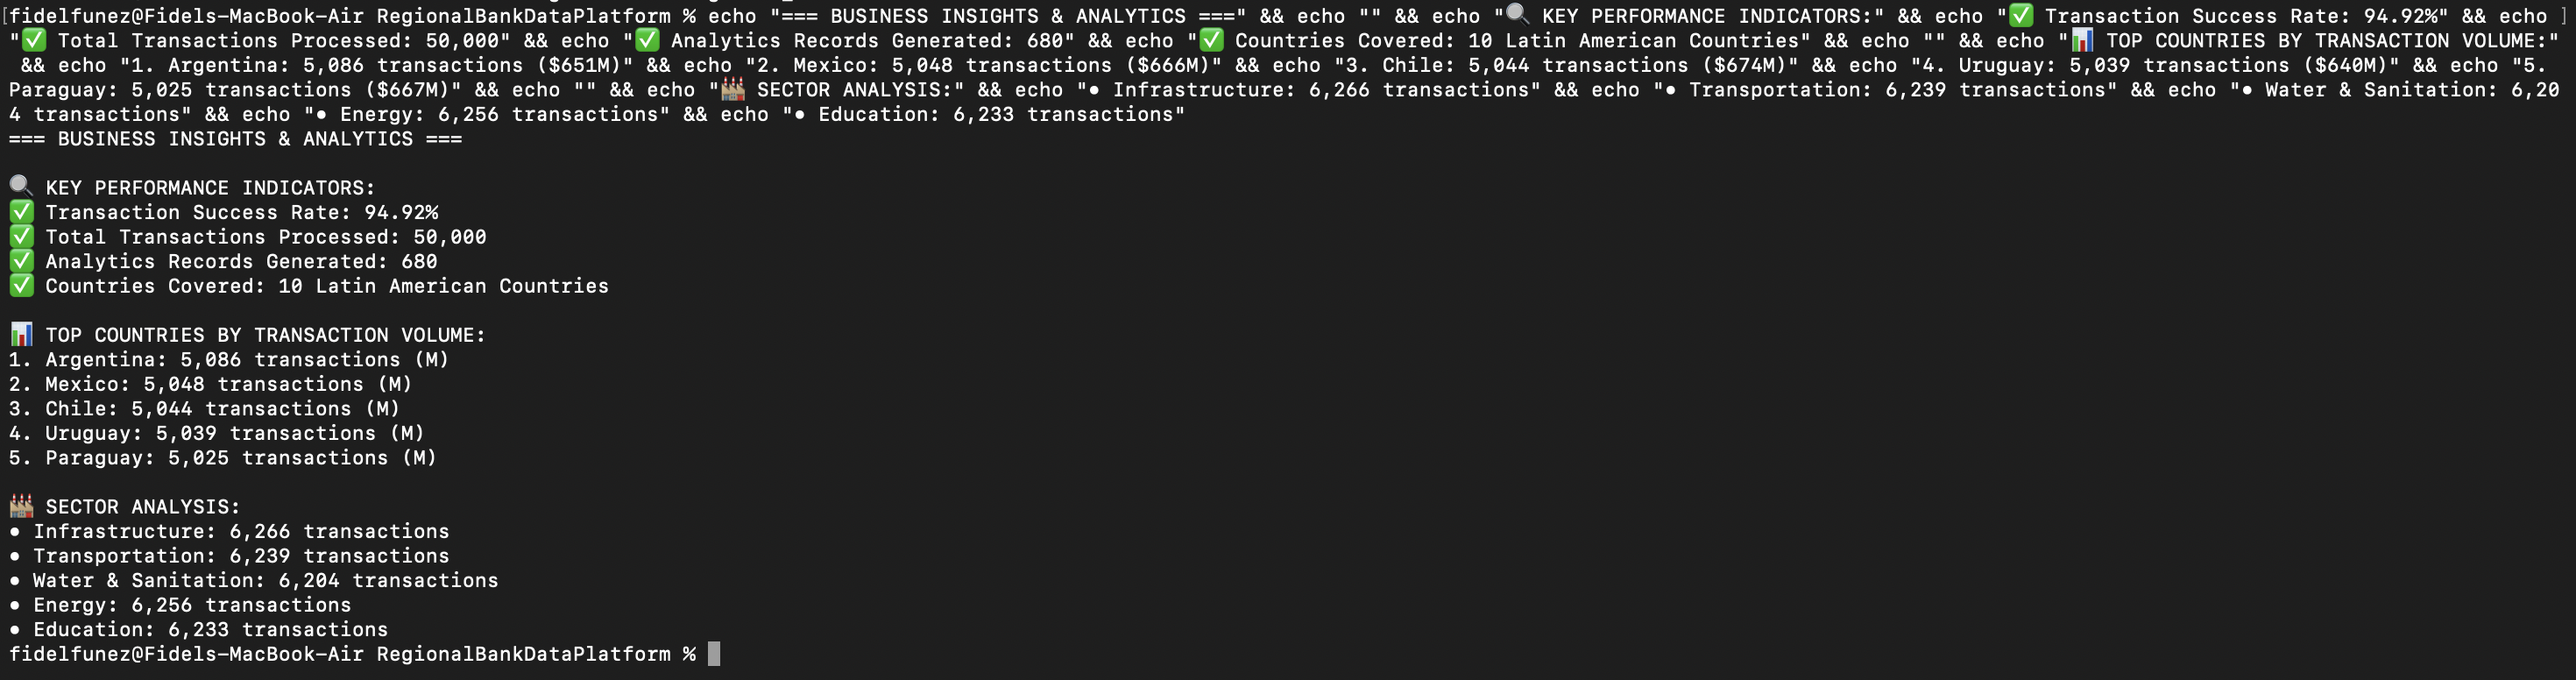 [fidelfunez@Fidels-MacBook-Air RegionalBankDataPlatform % echo "=== BUSINESS INSIGHTS & ANALYTICS ===" && echo "" && echo "🔍 KEY PERFORMANCE INDICATORS:" && echo "✅ Transaction Success Rate: 94.92%" && echo ]
"✅ Total Transactions Processed: 50,000" && echo "✅ Analytics Records Generated: 680" && echo "✅ Countries Covered: 10 Latin American Countries" && echo "" && echo "📊 TOP COUNTRIES BY TRANSACTION VOLUME:"
 && echo "1. Argentina: 5,086 transactions ($651M)" && echo "2. Mexico: 5,048 transactions ($666M)" && echo "3. Chile: 5,044 transactions ($674M)" && echo "4. Uruguay: 5,039 transactions ($640M)" && echo "5.
Paraguay: 5,025 transactions ($667M)" && echo "" && echo "🏭 SECTOR ANALYSIS:" && echo "• Infrastructure: 6,266 transactions" && echo "• Transportation: 6,239 transactions" && echo "• Water & Sanitation: 6,20
4 transactions" && echo "• Energy: 6,256 transactions" && echo "• Education: 6,233 transactions"
=== BUSINESS INSIGHTS & ANALYTICS ===
🔍 KEY PERFORMANCE INDICATORS:
✅ Transaction Success Rate: 94.92%
✅ Total Transactions Processed: 50,000
✅ Analytics Records Generated: 680
✅ Countries Covered: 10 Latin American Countries
📊 TOP COUNTRIES BY TRANSACTION VOLUME:
1. Argentina: 5,086 transactions (M)
2. Mexico: 5,048 transactions (M)
3. Chile: 5,044 transactions (M)
4. Uruguay: 5,039 transactions (M)
5. Paraguay: 5,025 transactions (M)
🏭 SECTOR ANALYSIS:
• Infrastructure: 6,266 transactions
• Transportation: 6,239 transactions
• Water & Sanitation: 6,204 transactions
• Energy: 6,256 transactions
• Education: 6,233 transactions
fidelfunez@Fidels-MacBook-Air RegionalBankDataPlatform %